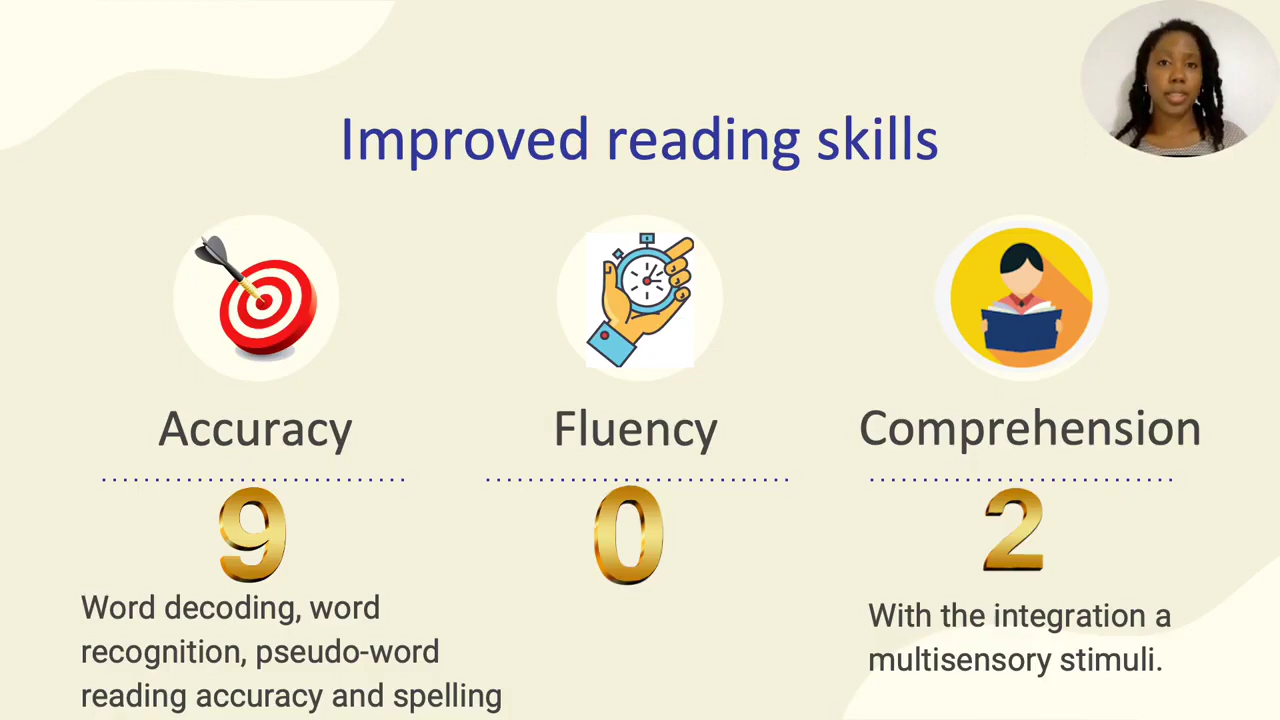 Improved reading skills
Accuracy
Fluency
Comprehension
9
0
2
Word decoding, word
recognition, pseudo-word
reading accuracy and spelling
With the integration a
multisensory stimuli.